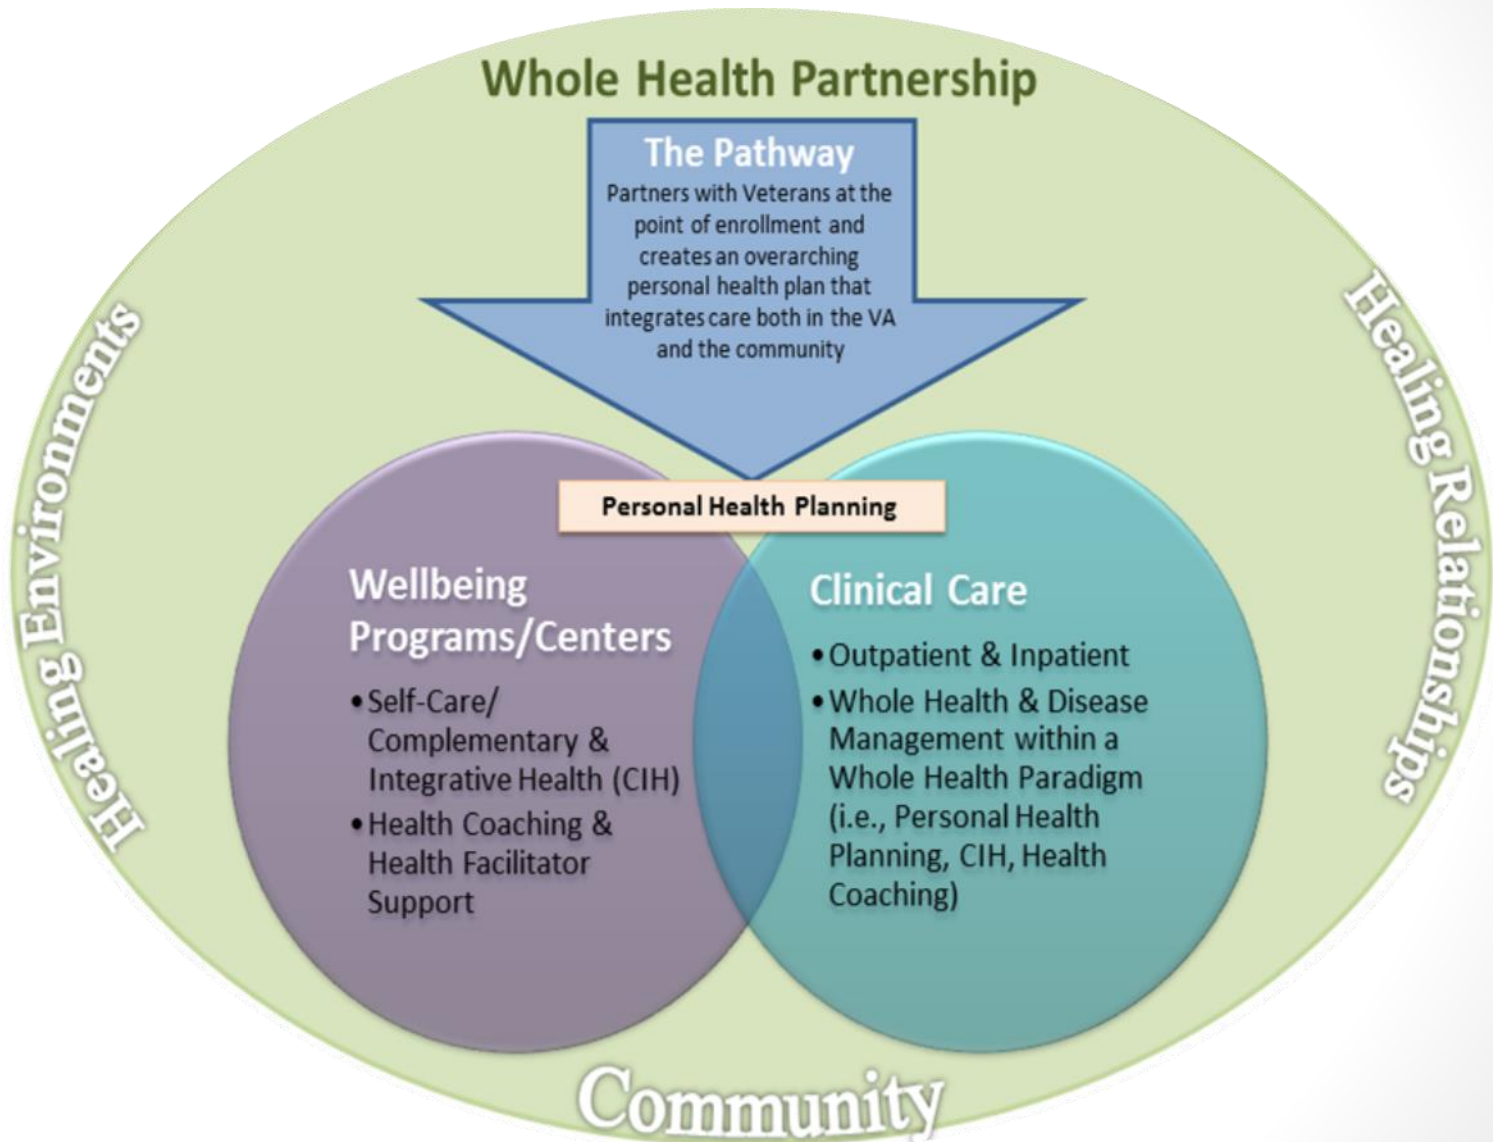 Whole Health Partnership
The Pathway
Partners with Veterans at the
point of enrollment and
creates an overarching
personal health plan that
integrates care both in the VA
and the community
Healing Environments
Healing Relationships
Personal Health Planning
Wellbeing
Programs/Centers
•Self-Care/
Complementary &
Integrative Health (CIH)
•Health Coaching &
Health Facilitator
Support
Clinical Care
•Outpatient & Inpatient
•Whole Health & Disease
Management within a
Whole Health Paradigm
(i.e., Personal Health
Planning, CIH, Health
Coaching)
Community